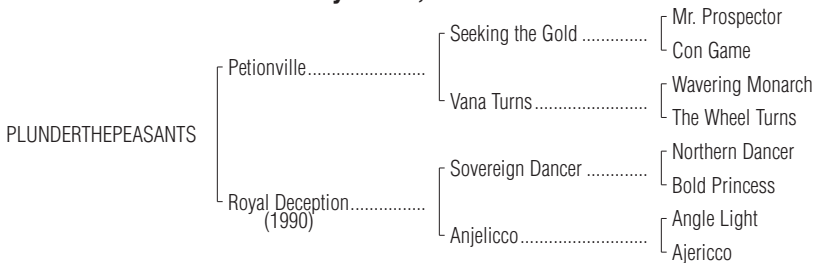 Mr. Prospector
Seeking the Gold ..............
Con Game
Petionville.........................
Wavering Monarch
Vana Turns........................
The Wheel Turns
PLUNDERTHEPEASANTS
Northern Dancer
Sovereign Dancer .............
Bold Princess
Royal Deception................
(1990)
Angle Light
Anjelicco...........................
Ajericco